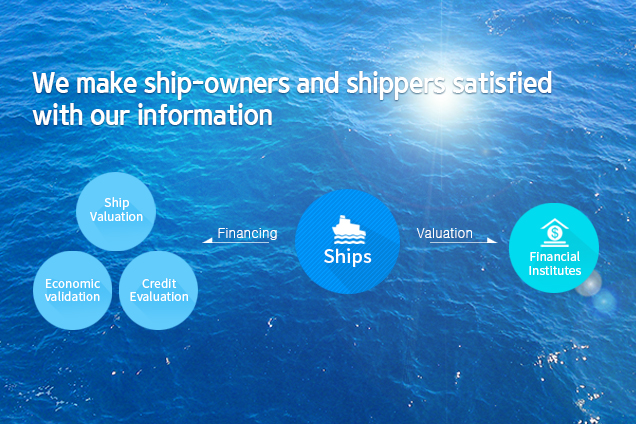 We make ship-owners and shippers satisfied
with our information
Ship
Valuation
Economic
validation
Credit
Evaluation
Financing
Ships
Valuation
$
Financial
Institutes